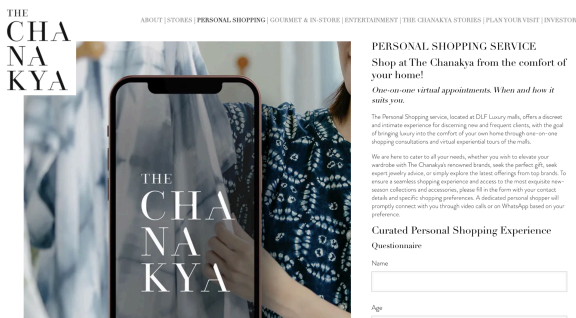 THE
CHA
NA
KYA
ABOUT | STORES | PERSONAL SHOPPING | GOURMET & IN-STORE | ENTERTAINMENT | THE CHANAKYA STORIES | PLAN YOUR VISIT | INVESTOR
THE
CHA
NA
KYA
PERSONAL SHOPPING SERVICE
Shop at The Chanakya from the comfort of
your home!
One-on-one virtual appointments. When and how it
suits you.
The Personal Shopping service, located at DLF Luxury malls, offers a discreet
and intimate experience for discerning new and frequent clients, with the goal
of bringing luxury into the comfort of your own home through one-on-one
shopping consultations and virtual experiential tours of the malls.
We are here to cater to all your needs, whether you wish to elevate your
wardrobe with The Chanakya's renowned brands, seek the perfect gift, seek
expert jewelry advice, or simply explore the latest offerings from top brands. To
ensure a seamless shopping experience and access to the most exquisite new-
season collections and accessories, please fill in the form with your contact
details and specific shopping preferences. A dedicated personal shopper will
promptly connect with you through video calls or on WhatsApp based on your
preference.
Curated Personal Shopping Experience
Questionnaire
Name
Age